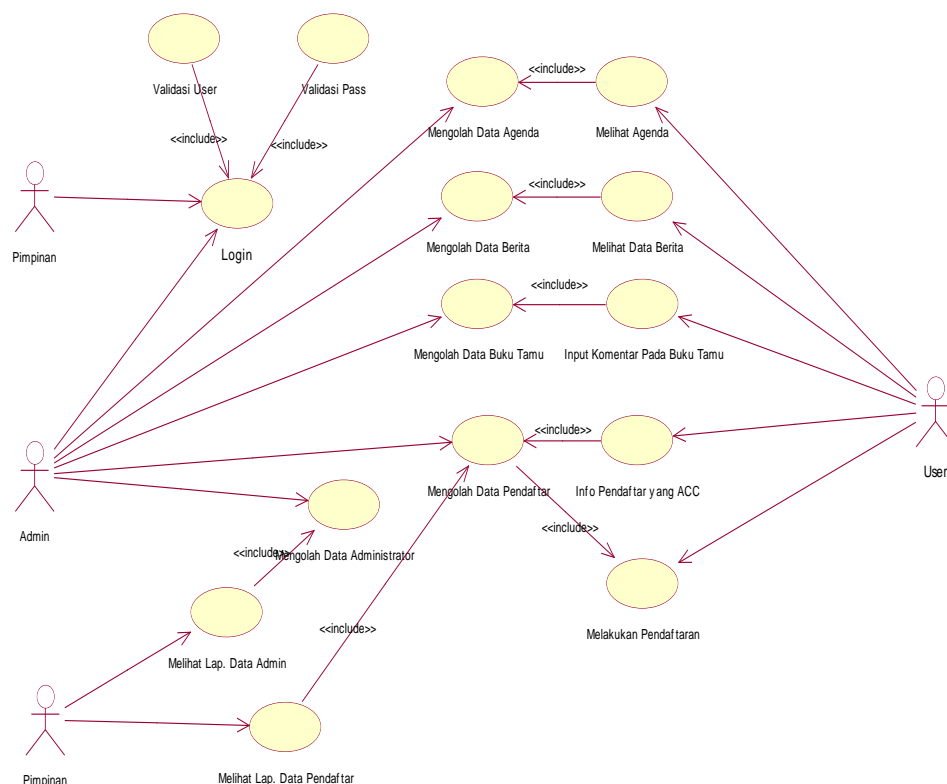 Validasi User
Validasi Pass
<<include>>
<<include>>
Pimpinan
Login
<<include>>
Mengolah Data Agenda
Melihat Agenda
<<include>>
Mengolah Data Berita
Melihat Data Berita
<<include>>
Mengolah Data Buku Tamu
Input Komentar Pada Buku Tamu
<<include>>
Mengolah Data Pendaftar
Info Pendaftar yang ACC
User
Admin
<<include>>
<<include>>
Mengolah Data Administrator
<<include>>
Melakukan Pendaftaran
Melihat Lap. Data Admin
Pimpinan
Melihat Lap. Data Pendaftar